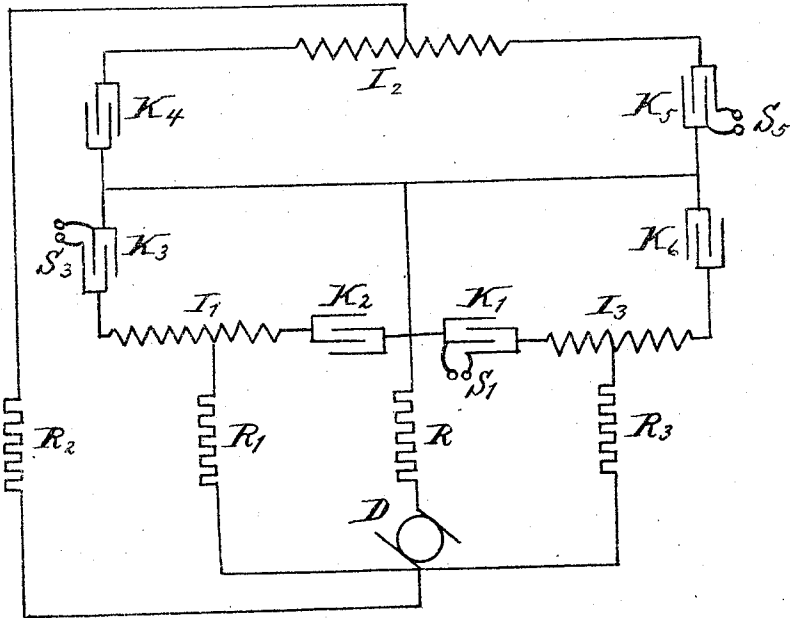 I₂
K₄
K₅
S₅
K₃
S₃
K₆
I₁
K₂
K₁
I₃
S₁
R₂
R₁
R
R₃
D